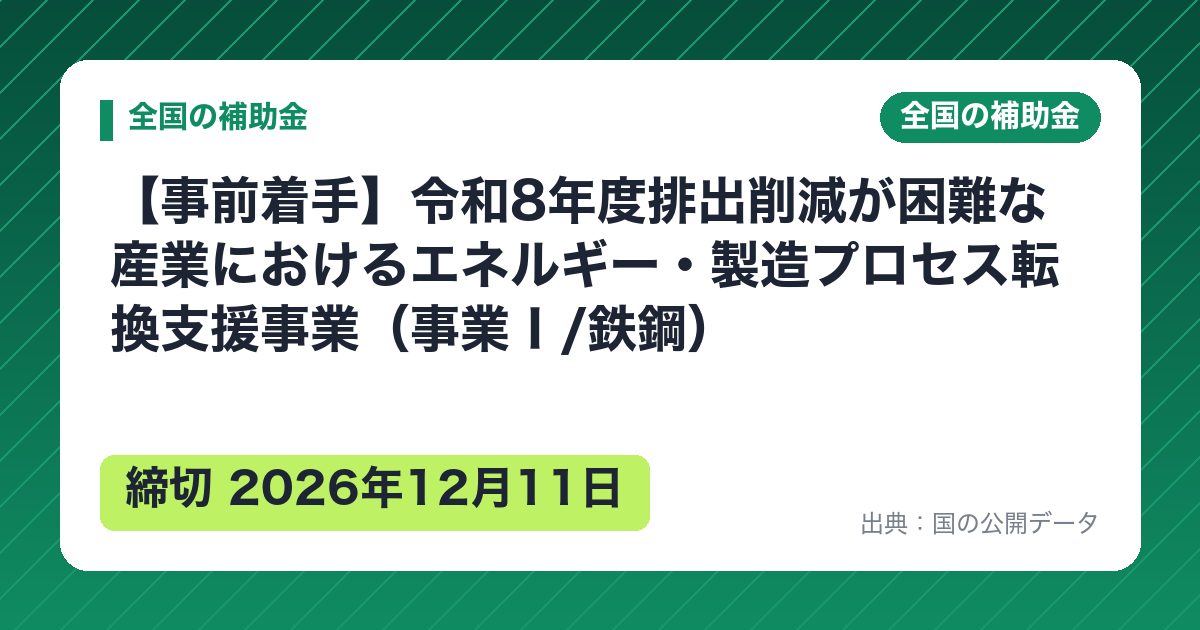 全国の補助金
全国の補助金
【事前着手】令和8年度排出削減が困難な
産業におけるエネルギー・製造プロセス転
換支援事業（事業Ⅰ/鉄鋼）
締切 2026年12月11日
出典：国の公開データ